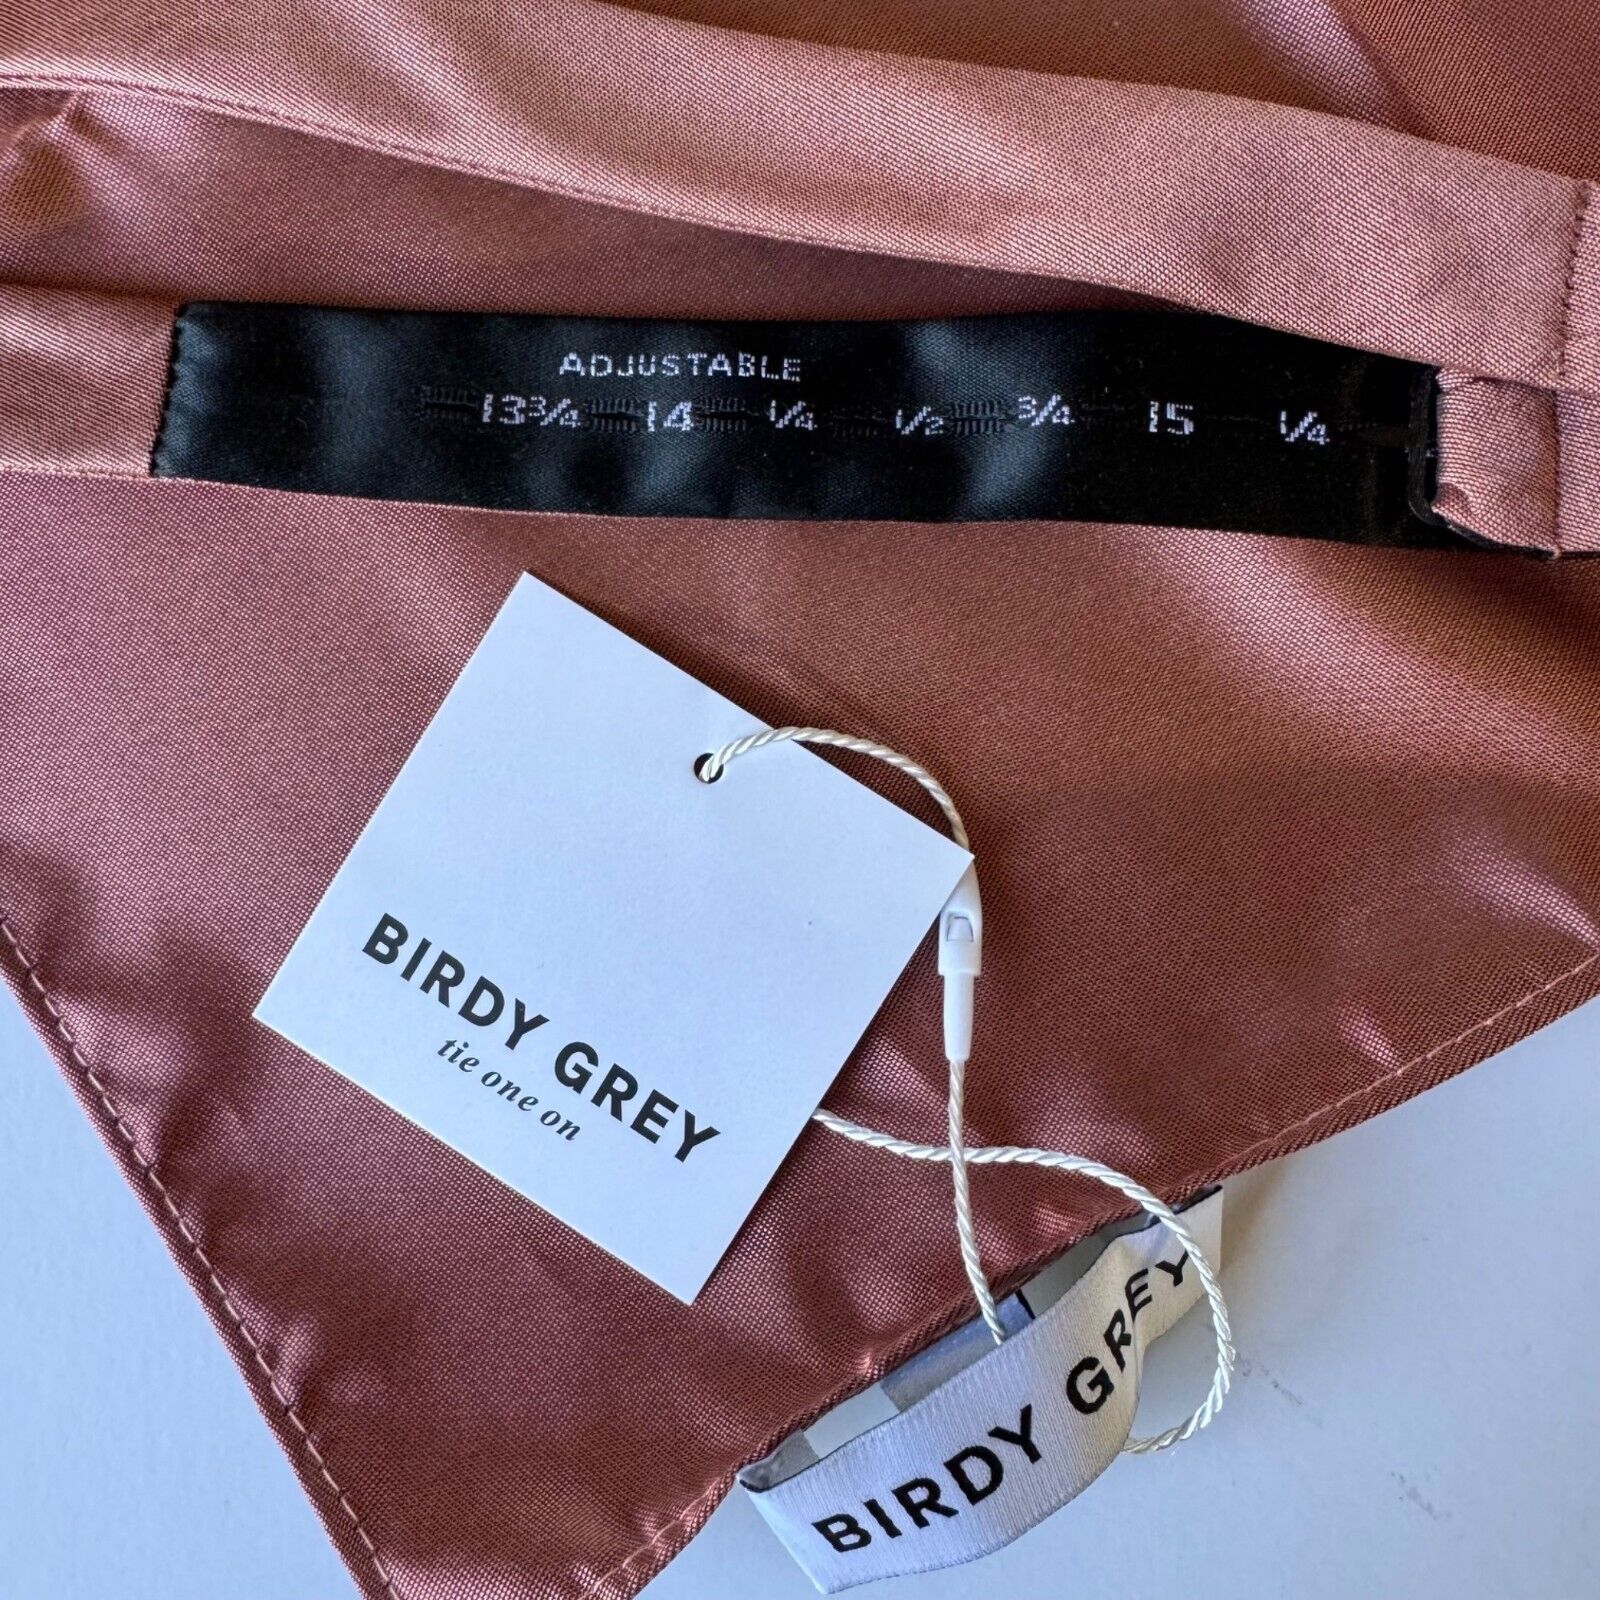 ADJUSTABLE
13¾ 14 ¼ ½ ¾ 15 ¼
BIRDY GREY
tie one on
BIRDY GREY